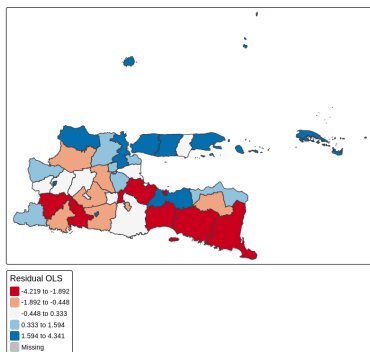 Residual OLS
-4.219 to -1.892
-1.892 to -0.448
-0.448 to 0.333
0.333 to 1.594
1.594 to 4.341
Missing